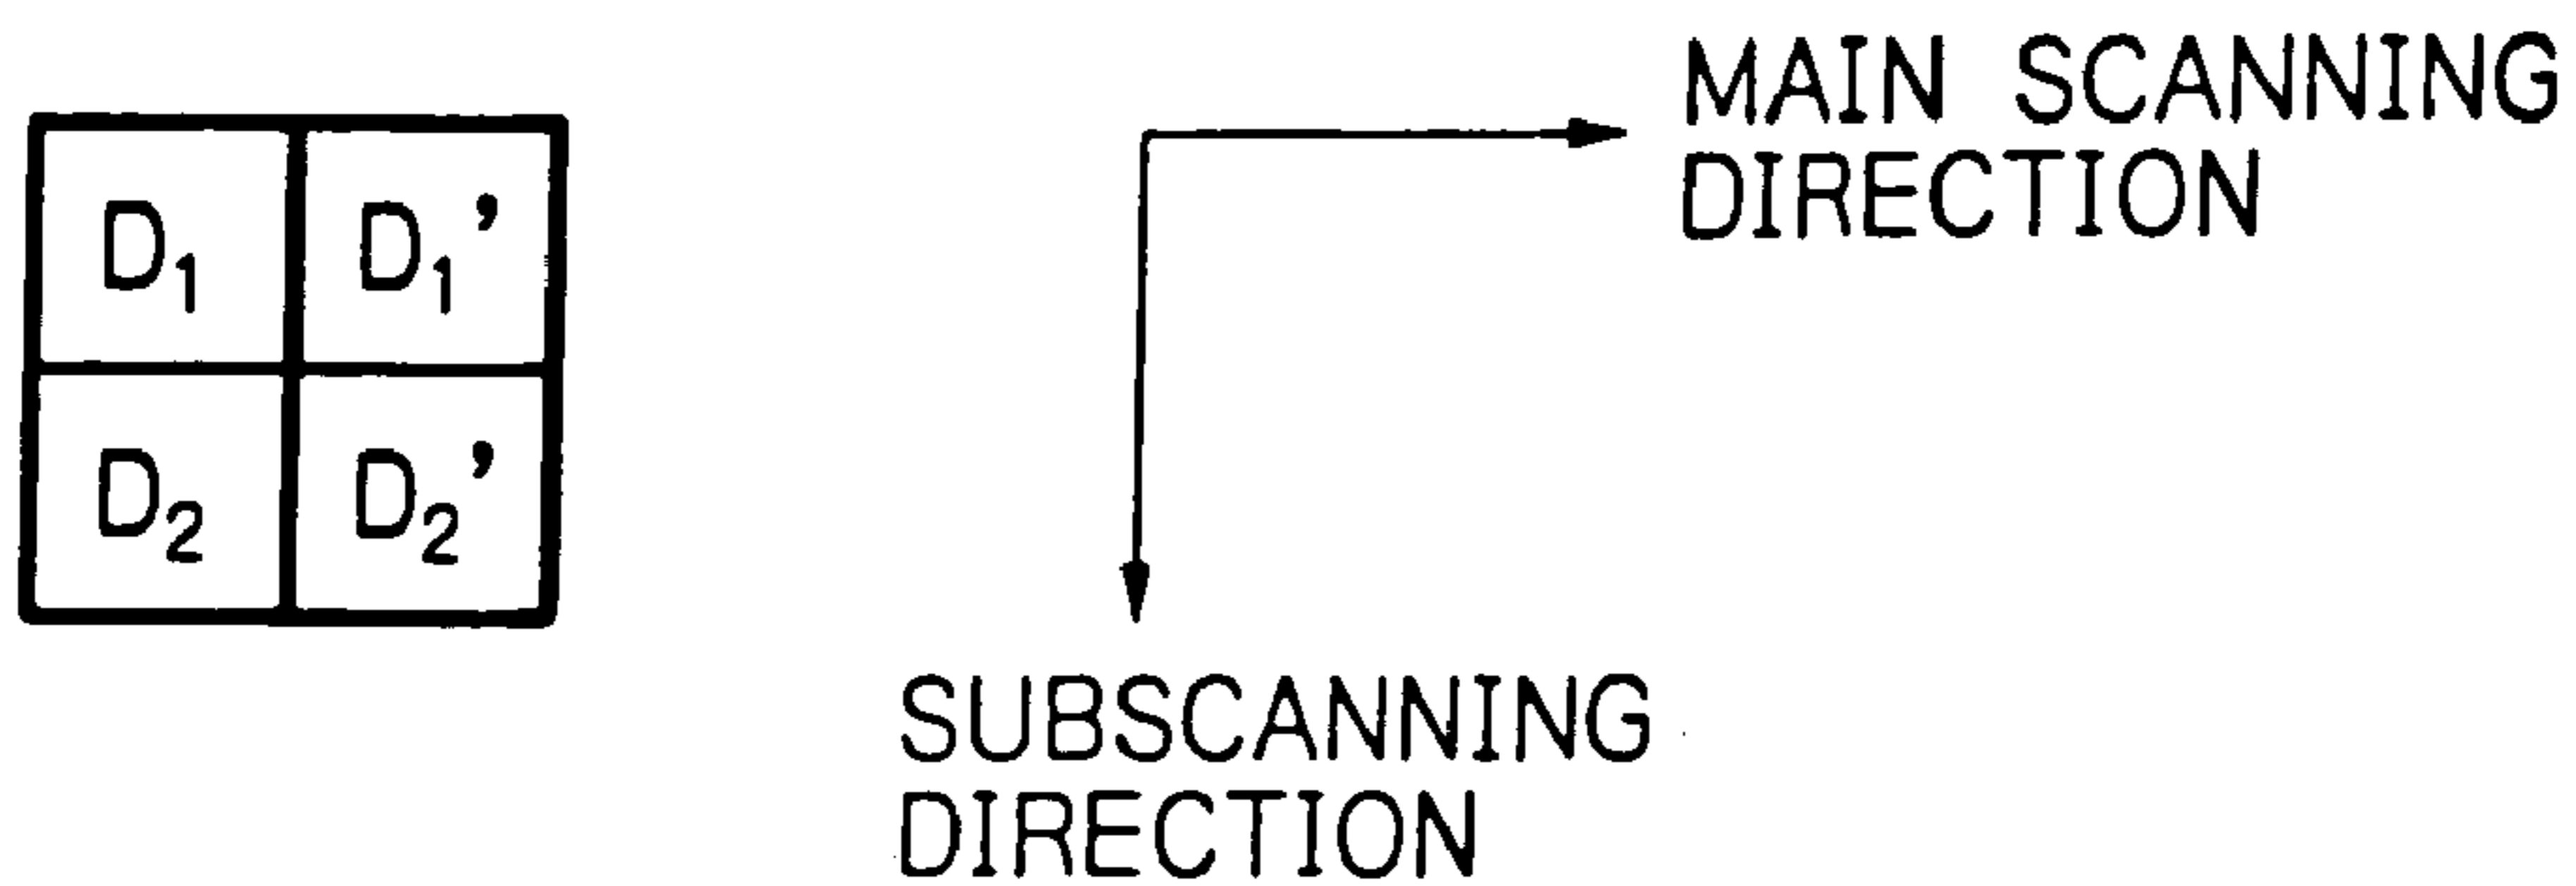 D₁ D₁'
D₂ D₂'
MAIN SCANNING
DIRECTION
SUBSCANNING
DIRECTION